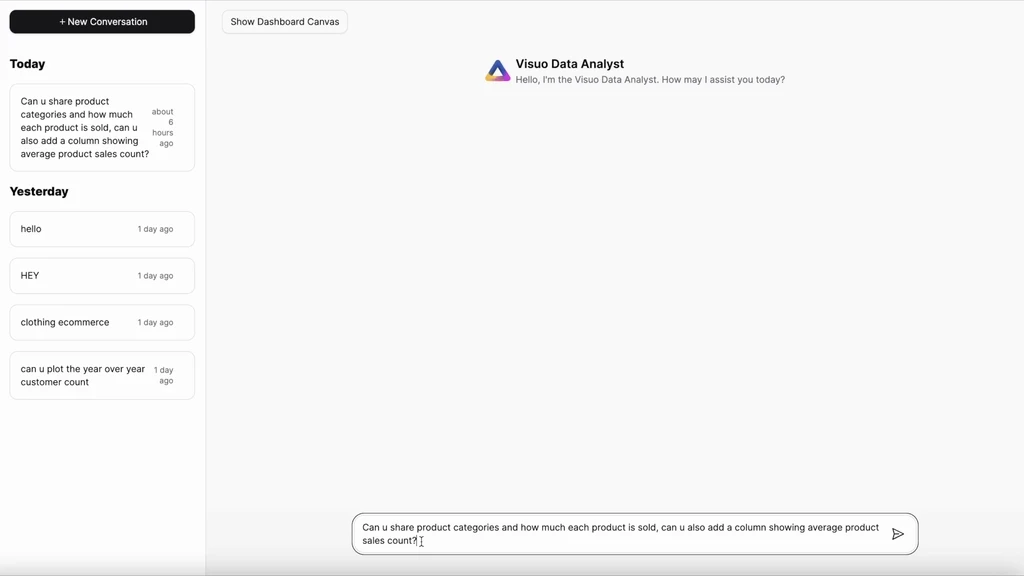 + New Conversation
Show Dashboard Canvas
Today
Can u share product
categories and how much
each product is sold, can u
also add a column showing
average product sales count?
about
6
hours
ago
Yesterday
hello
1 day ago
HEY
1 day ago
clothing ecommerce
1 day ago
can u plot the year over year
customer count
1 day
ago
Visuo Data Analyst
Hello, I'm the Visuo Data Analyst. How may I assist you today?
Can u share product categories and how much each product is sold, can u also add a column showing average product
sales count?